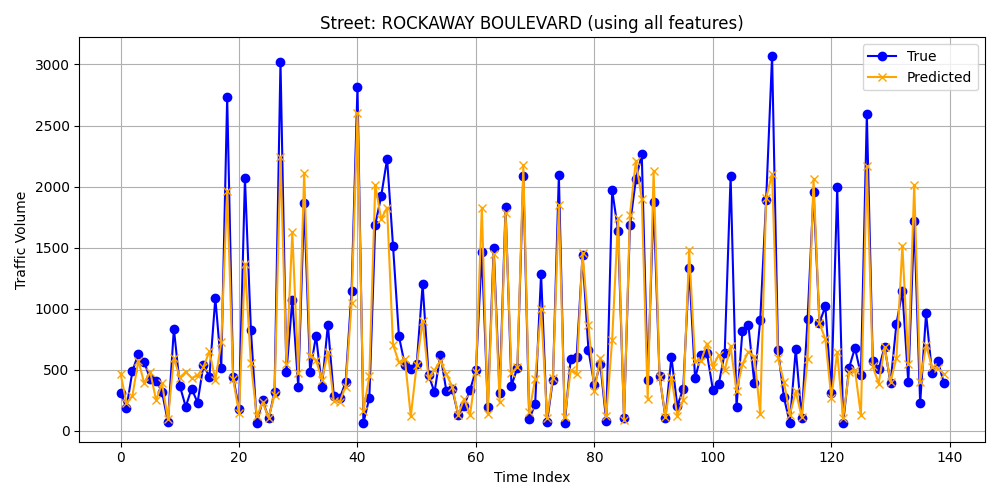 Street: ROCKAWAY BOULEVARD (using all features)
True
Predicted
Traffic Volume
3000
2500
2000
1500
1000
500
0
0 20 40 60 80 100 120 140
Time Index